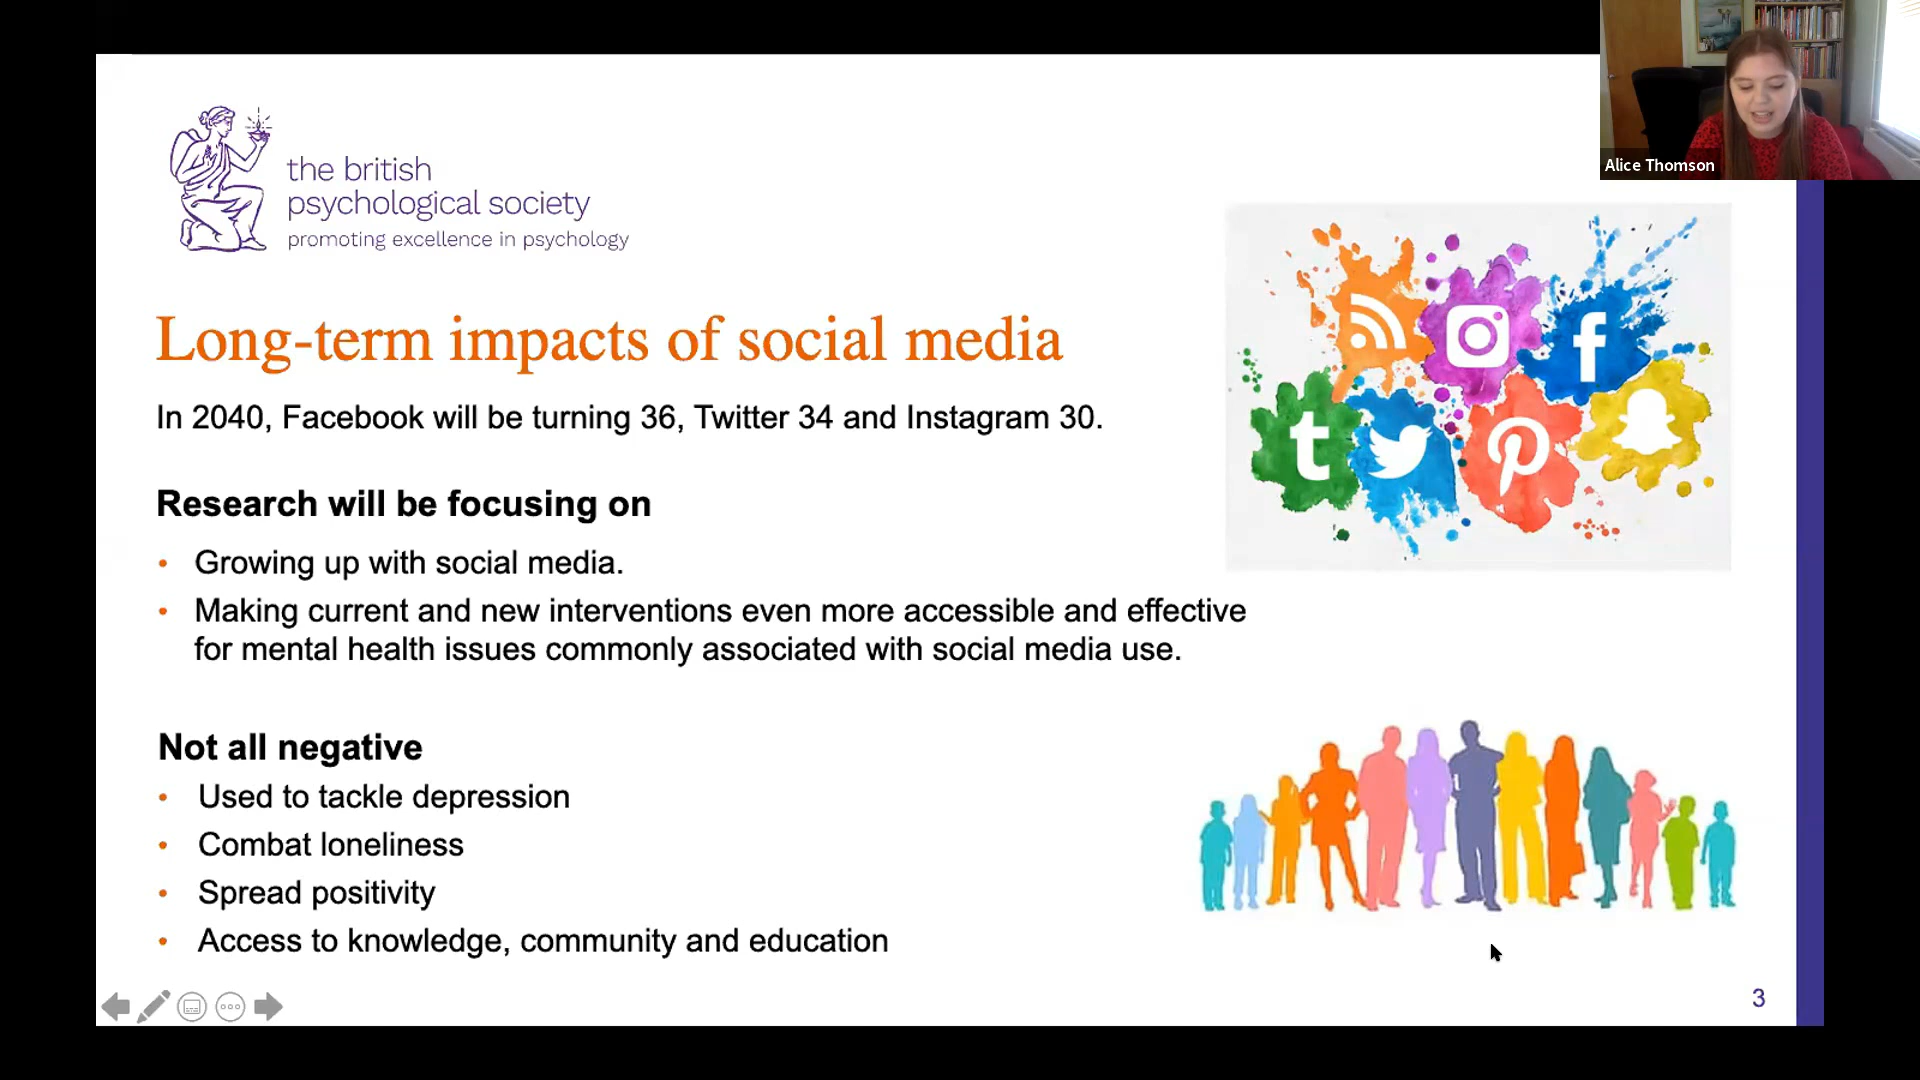 Alice Thomson
the british
psychological society
promoting excellence in psychology
Long-term impacts of social media
In 2040, Facebook will be turning 36, Twitter 34 and Instagram 30.
Research will be focusing on
• Growing up with social media.
• Making current and new interventions even more accessible and effective
for mental health issues commonly associated with social media use.
Not all negative
• Used to tackle depression
• Combat loneliness
• Spread positivity
• Access to knowledge, community and education
3